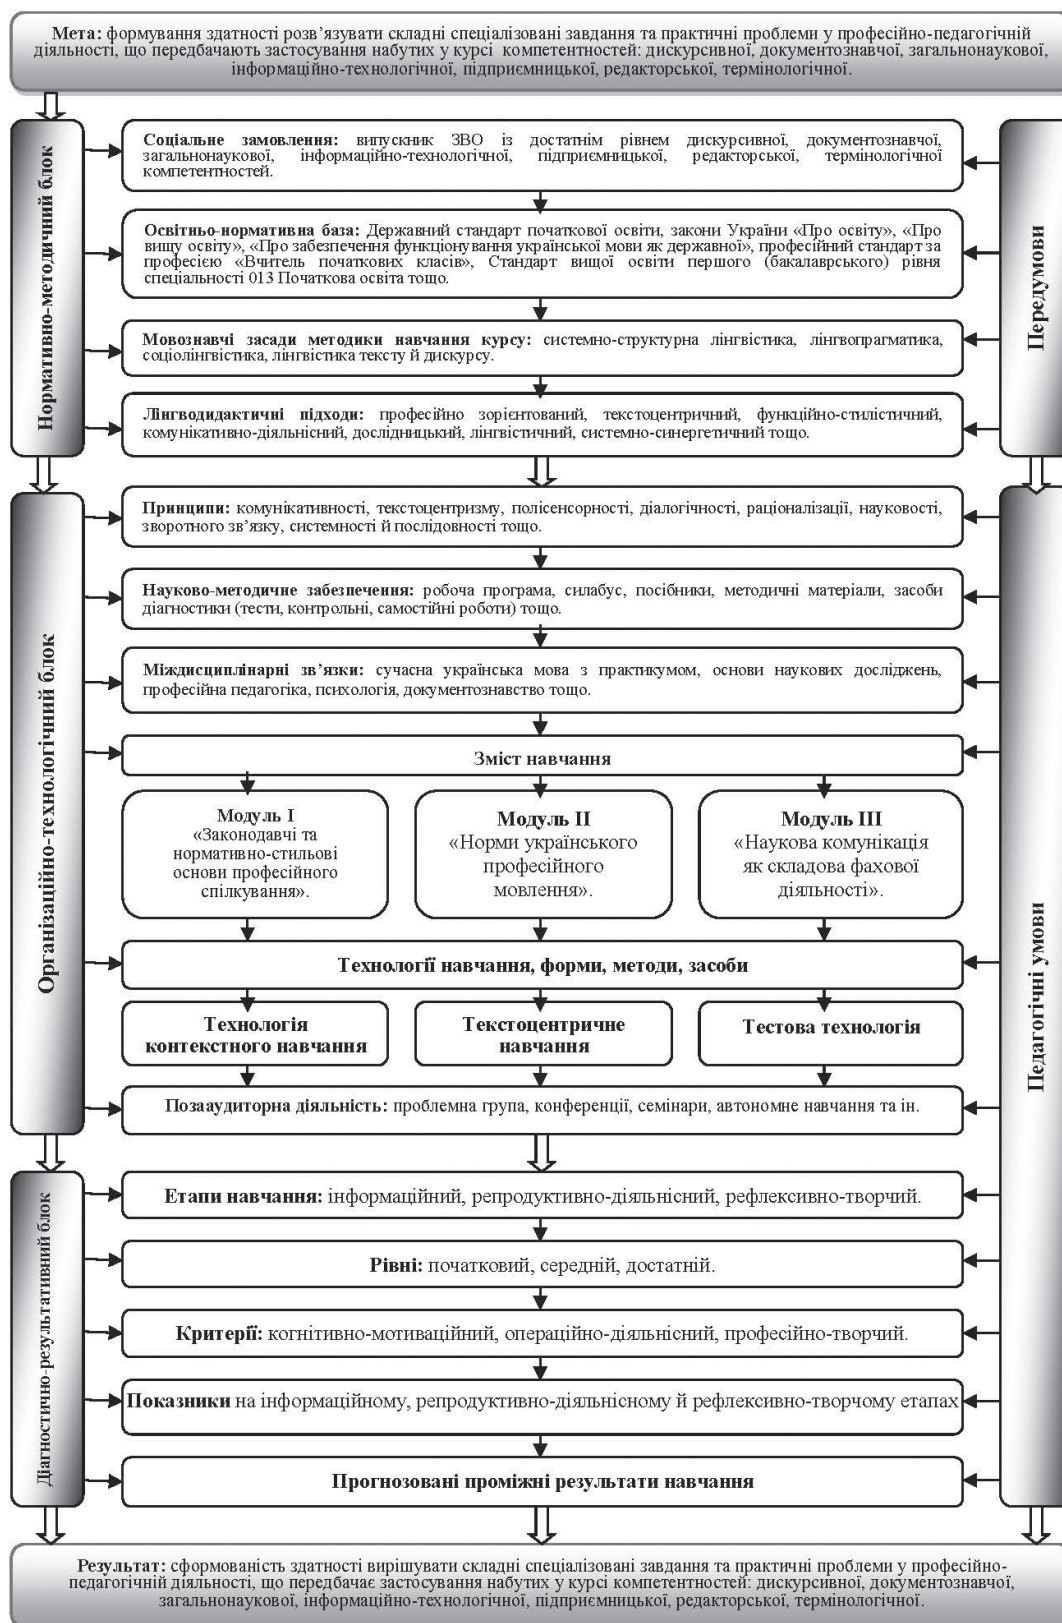 Мета: формування здатності розв’язувати складні спеціалізовані завдання та практичні проблеми у професійно-педагогічній
діяльності, що передбачають застосування набутих у курсі компетентностей: дискурсивної, документознавчої, загальнонаукової,
інформаційно-технологічної, підприємницької, редакторської, термінологічної.
Нормативно-методичний блок
Передумови
Соціальне замовлення: випускник ЗВО із достатнім рівнем дискурсивної, документознавчої,
загальнонаукової, інформаційно-технологічної, підприємницької, редакторської, термінологічної
компетентностей.
Освітньо-нормативна база: Державний стандарт початкової освіти, закони України «Про освіту», «Про
вищу освіту», «Про забезпечення функціонування української мови як державної», професійний стандарт за
професією «Вчитель початкових класів», Стандарт вищої освіти першого (бакалаврського) рівня
спеціальності 013 Початкова освіта тощо.
Мовознавчі засади методики навчання курсу: системно-структурна лінгвістика, лінгвопрагматика,
соціолінгвістика, лінгвістика тексту й дискурсу.
Лінгводидактичні підходи: професійно зорієнтований, текстоцентричний, функційно-стилістичний,
комунікативно-діяльнісний, дослідницький, лінгвістичний, системно-синергетичний тощо.
Організаційно-технологічний блок
Педагогічні умови
Принципи: комунікативності, текстоцентризму, полісенсорності, діалогічності, раціоналізації, науковості,
зворотного зв’язку, системності й послідовності тощо.
Науково-методичне забезпечення: робоча програма, силабус, посібники, методичні матеріали, засоби
діагностики (тести, контрольні, самостійні роботи) тощо.
Міждисциплінарні зв’язки: сучасна українська мова з практикумом, основи наукових досліджень,
професійна педагогіка, психологія, документознавство тощо.
Зміст навчання
Модуль І
«Законодавчі та
нормативно-стильові
основи професійного
спілкування».
Модуль ІІ
«Норми українського
професійного
мовлення».
Модуль ІІІ
«Наукова комунікація
як складова фахової
діяльності».
Технології навчання, форми, методи, засоби
Технологія
контекстного навчання
Текстоцентричне
навчання
Тестова технологія
Позааудиторна діяльність: проблемна група, конференції, семінари, автономне навчання та ін.
Діагностично-результативний блок
Етапи навчання: інформаційний, репродуктивно-діяльнісний, рефлексивно-творчий.
Рівні: початковий, середній, достатній.
Критерії: когнітивно-мотиваційний, операційно-діяльнісний, професійно-творчий.
Показники на інформаційному, репродуктивно-діяльнісному й рефлексивно-творчому етапах
Прогнозовані проміжні результати навчання
Результат: сформованість здатності вирішувати складні спеціалізовані завдання та практичні проблеми у професійно-
педагогічній діяльності, що передбачає застосування набутих у курсі компетентностей: дискурсивної, документознавчої,
загальнонаукової, інформаційно-технологічної, підприємницької, редакторської, термінологічної.